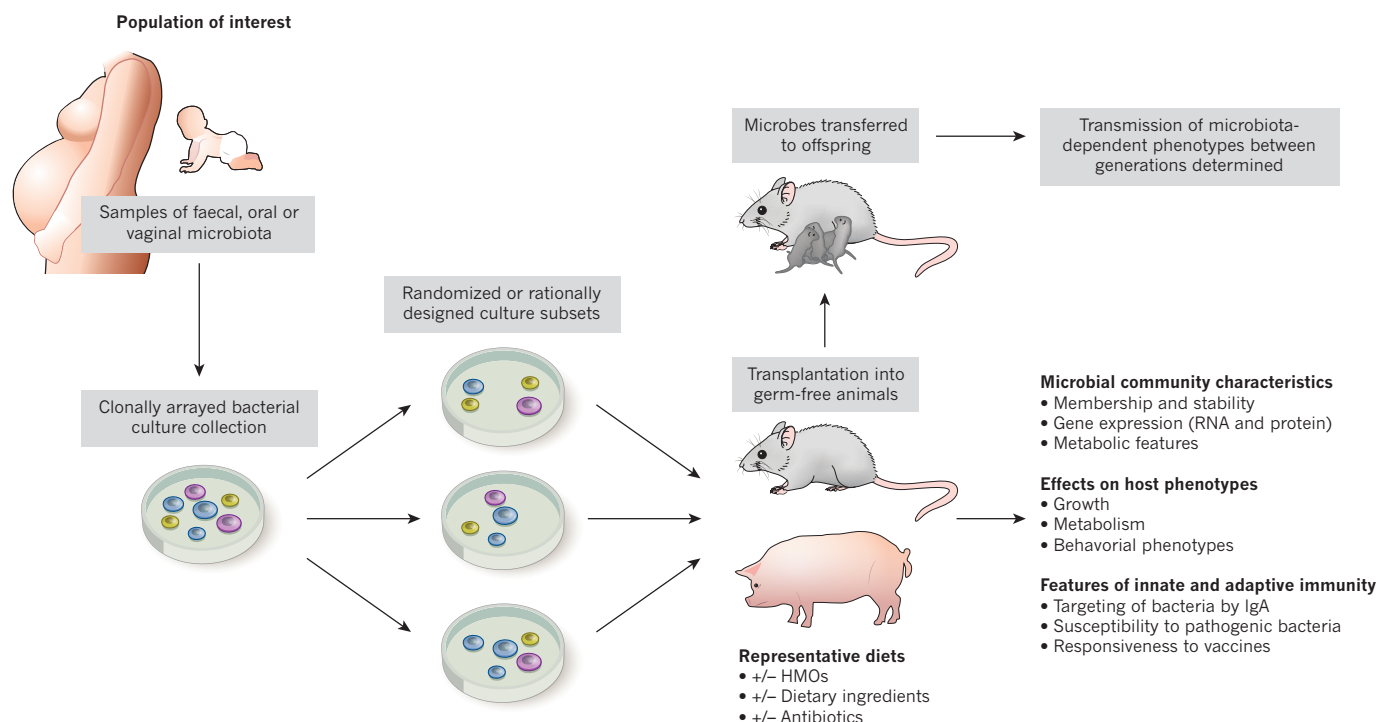 Population of interest
Samples of faecal, oral or
vaginal microbiota
Clonally arrayed bacterial
culture collection
Randomized or rationally
designed culture subsets
Microbes transferred
to offspring
Transmission of microbiota-
dependent phenotypes between
generations determined
Transplantation into
germ-free animals
Representative diets
• +/– HMOs
• +/– Dietary ingredients
• +/– Antibiotics
Microbial community characteristics
• Membership and stability
• Gene expression (RNA and protein)
• Metabolic features
Effects on host phenotypes
• Growth
• Metabolism
• Behavorial phenotypes
Features of innate and adaptive immunity
• Targeting of bacteria by IgA
• Susceptibility to pathogenic bacteria
• Responsiveness to vaccines